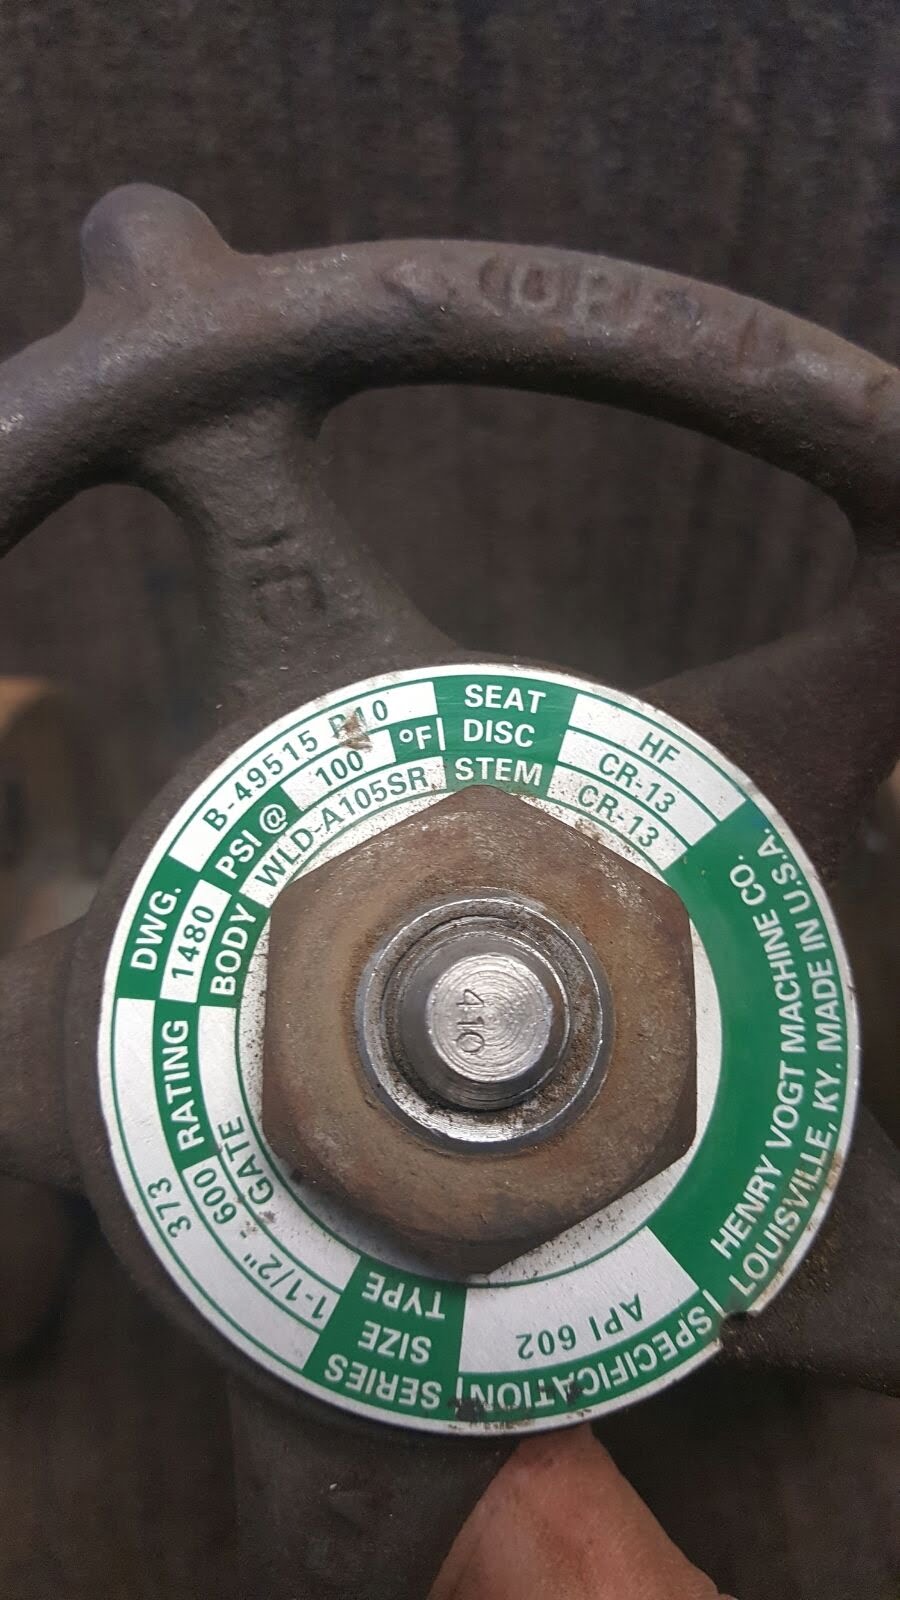 DWG. B-49515 R10
RATING 1480 PSI @ 100 °F
BODY WLD-A105SR
SEAT HF
DISC CR-13
STEM CR-13
HENRY VOGT MACHINE CO.
LOUISVILLE, KY. MADE IN U.S.A.
SPECIFICATION API 602
SERIES 373
SIZE 1-1/2" 600
TYPE GATE
410